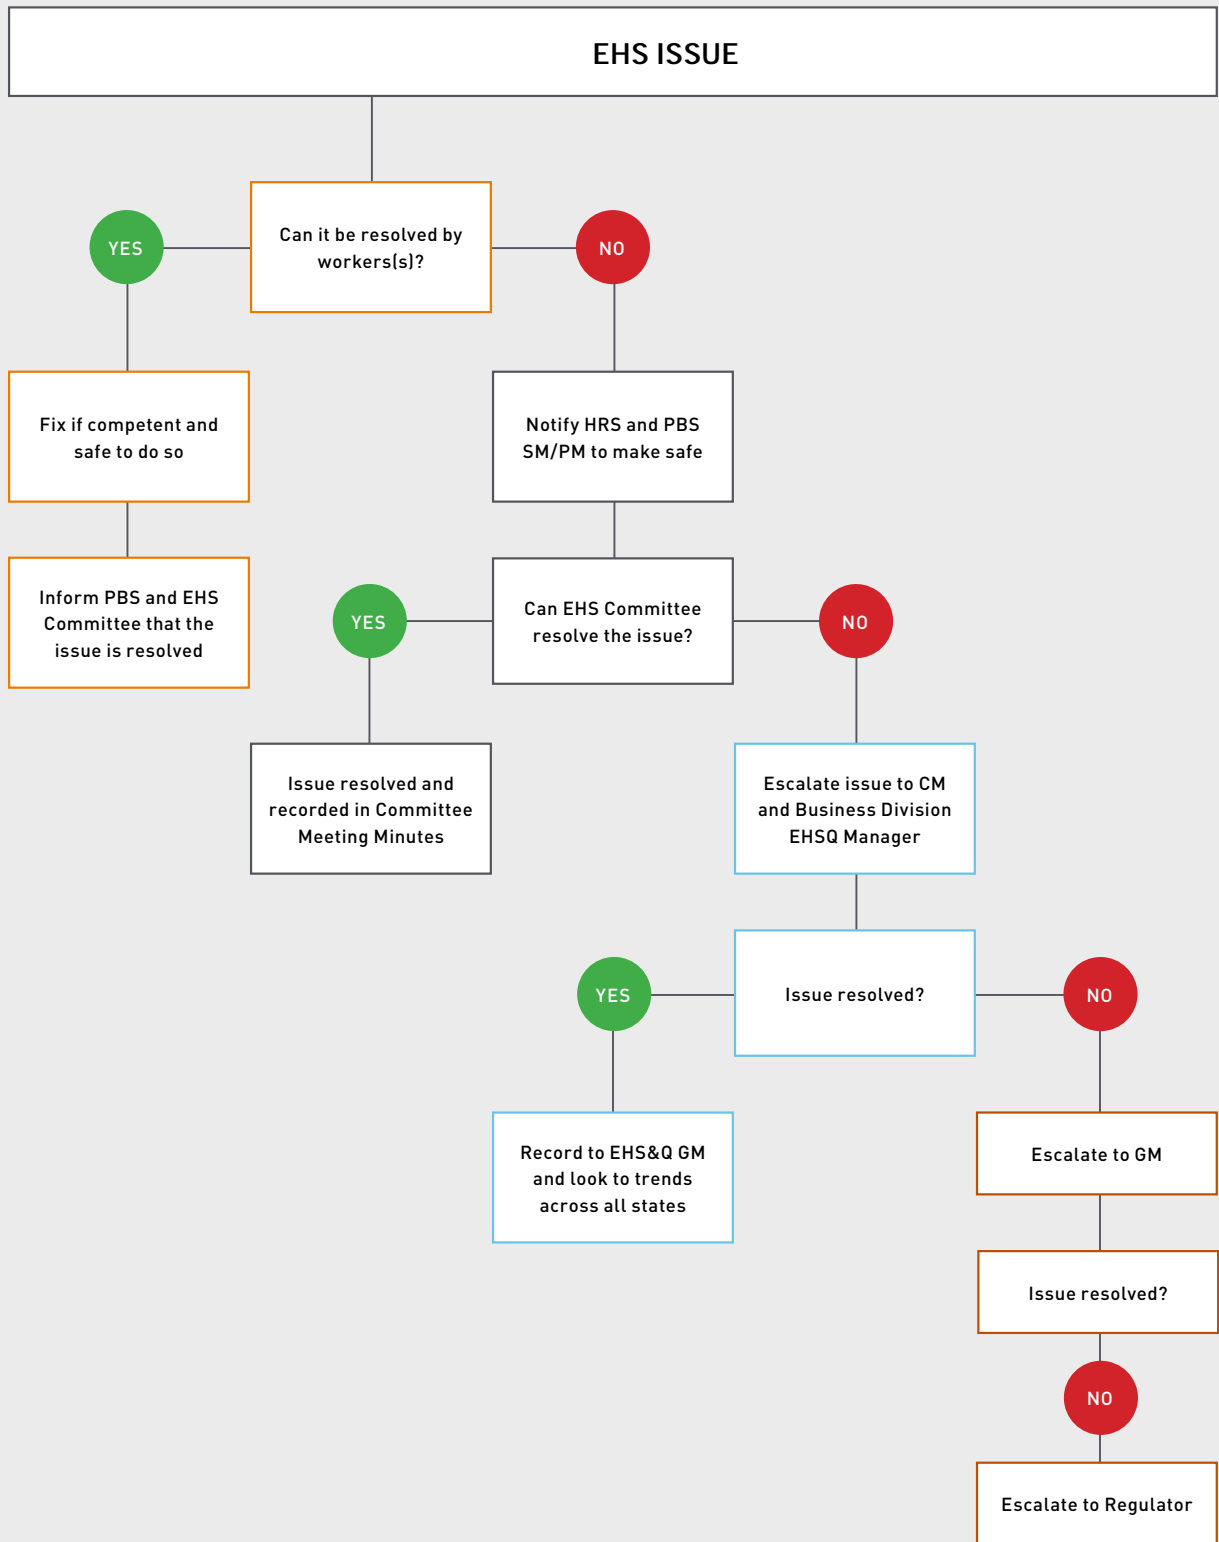 EHS ISSUE
Can it be resolved by
workers(s)?
YES
NO
Fix if competent and
safe to do so
Notify HRS and PBS
SM/PM to make safe
Inform PBS and EHS
Committee that the
issue is resolved
Can EHS Committee
resolve the issue?
YES
NO
Issue resolved and
recorded in Committee
Meeting Minutes
Escalate issue to CM
and Business Division
EHSQ Manager
Issue resolved?
YES
NO
Record to EHS&Q GM
and look to trends
across all states
Escalate to GM
Issue resolved?
NO
Escalate to Regulator